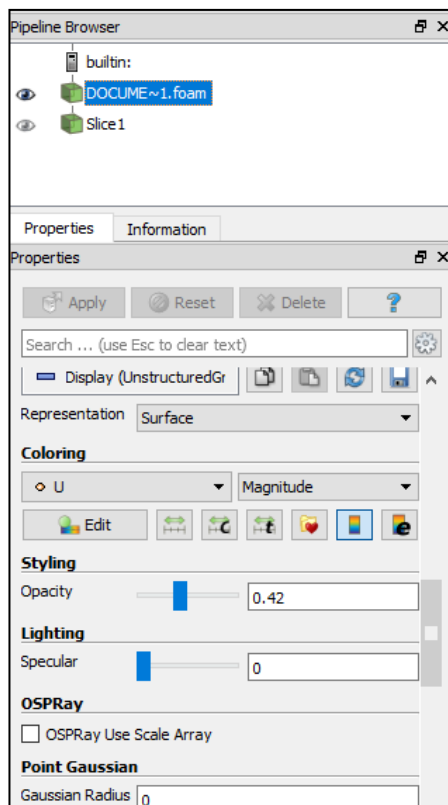 Pipeline Browser
builtin:
DOCUME~1.foam
Slice1
Properties Information
Properties
Apply Reset Delete ?
Search ... (use Esc to clear text)
Display (UnstructuredGr
Representation Surface
Coloring
U Magnitude
Edit c t e
Styling
Opacity 0.42
Lighting
Specular 0
OSPRay
OSPRay Use Scale Array
Point Gaussian
Gaussian Radius 0